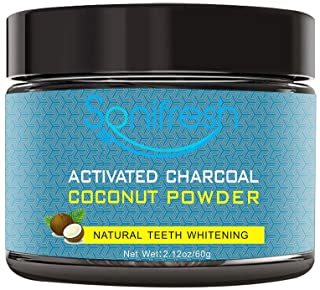 Sonifresh
ACTIVATED CHARCOAL
COCONUT POWDER
NATURAL TEETH WHITENING
Net Wet:2.12oz/60g